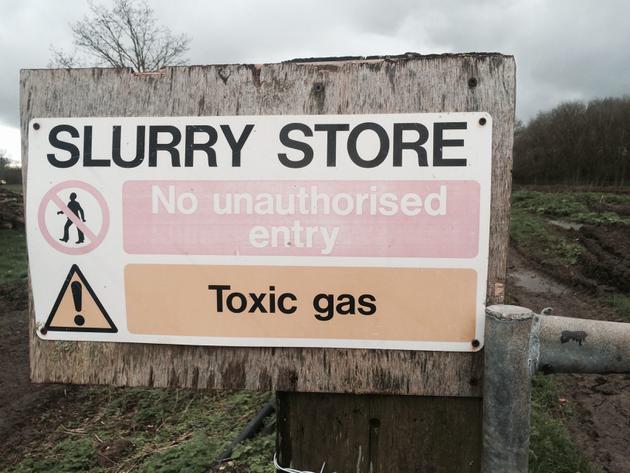 SLURRY STORE
No unauthorised
entry
Toxic gas